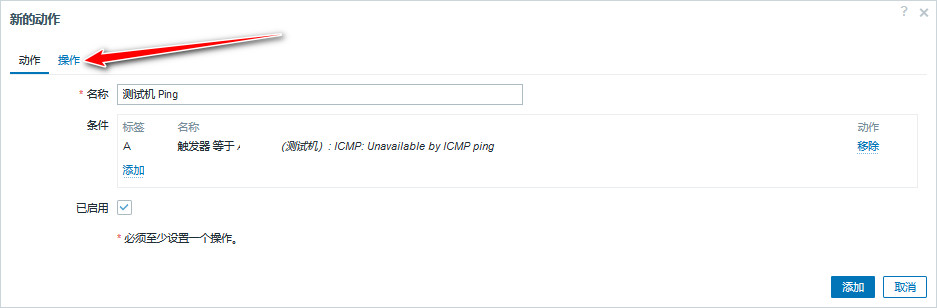 新的动作
? ×
动作 操作
* 名称 测试机 Ping
条件 标签 名称 动作
A 触发器 等于 (测试机) : ICMP: Unavailable by ICMP ping 移除
添加
已启用
* 必须至少设置一个操作。
添加 取消